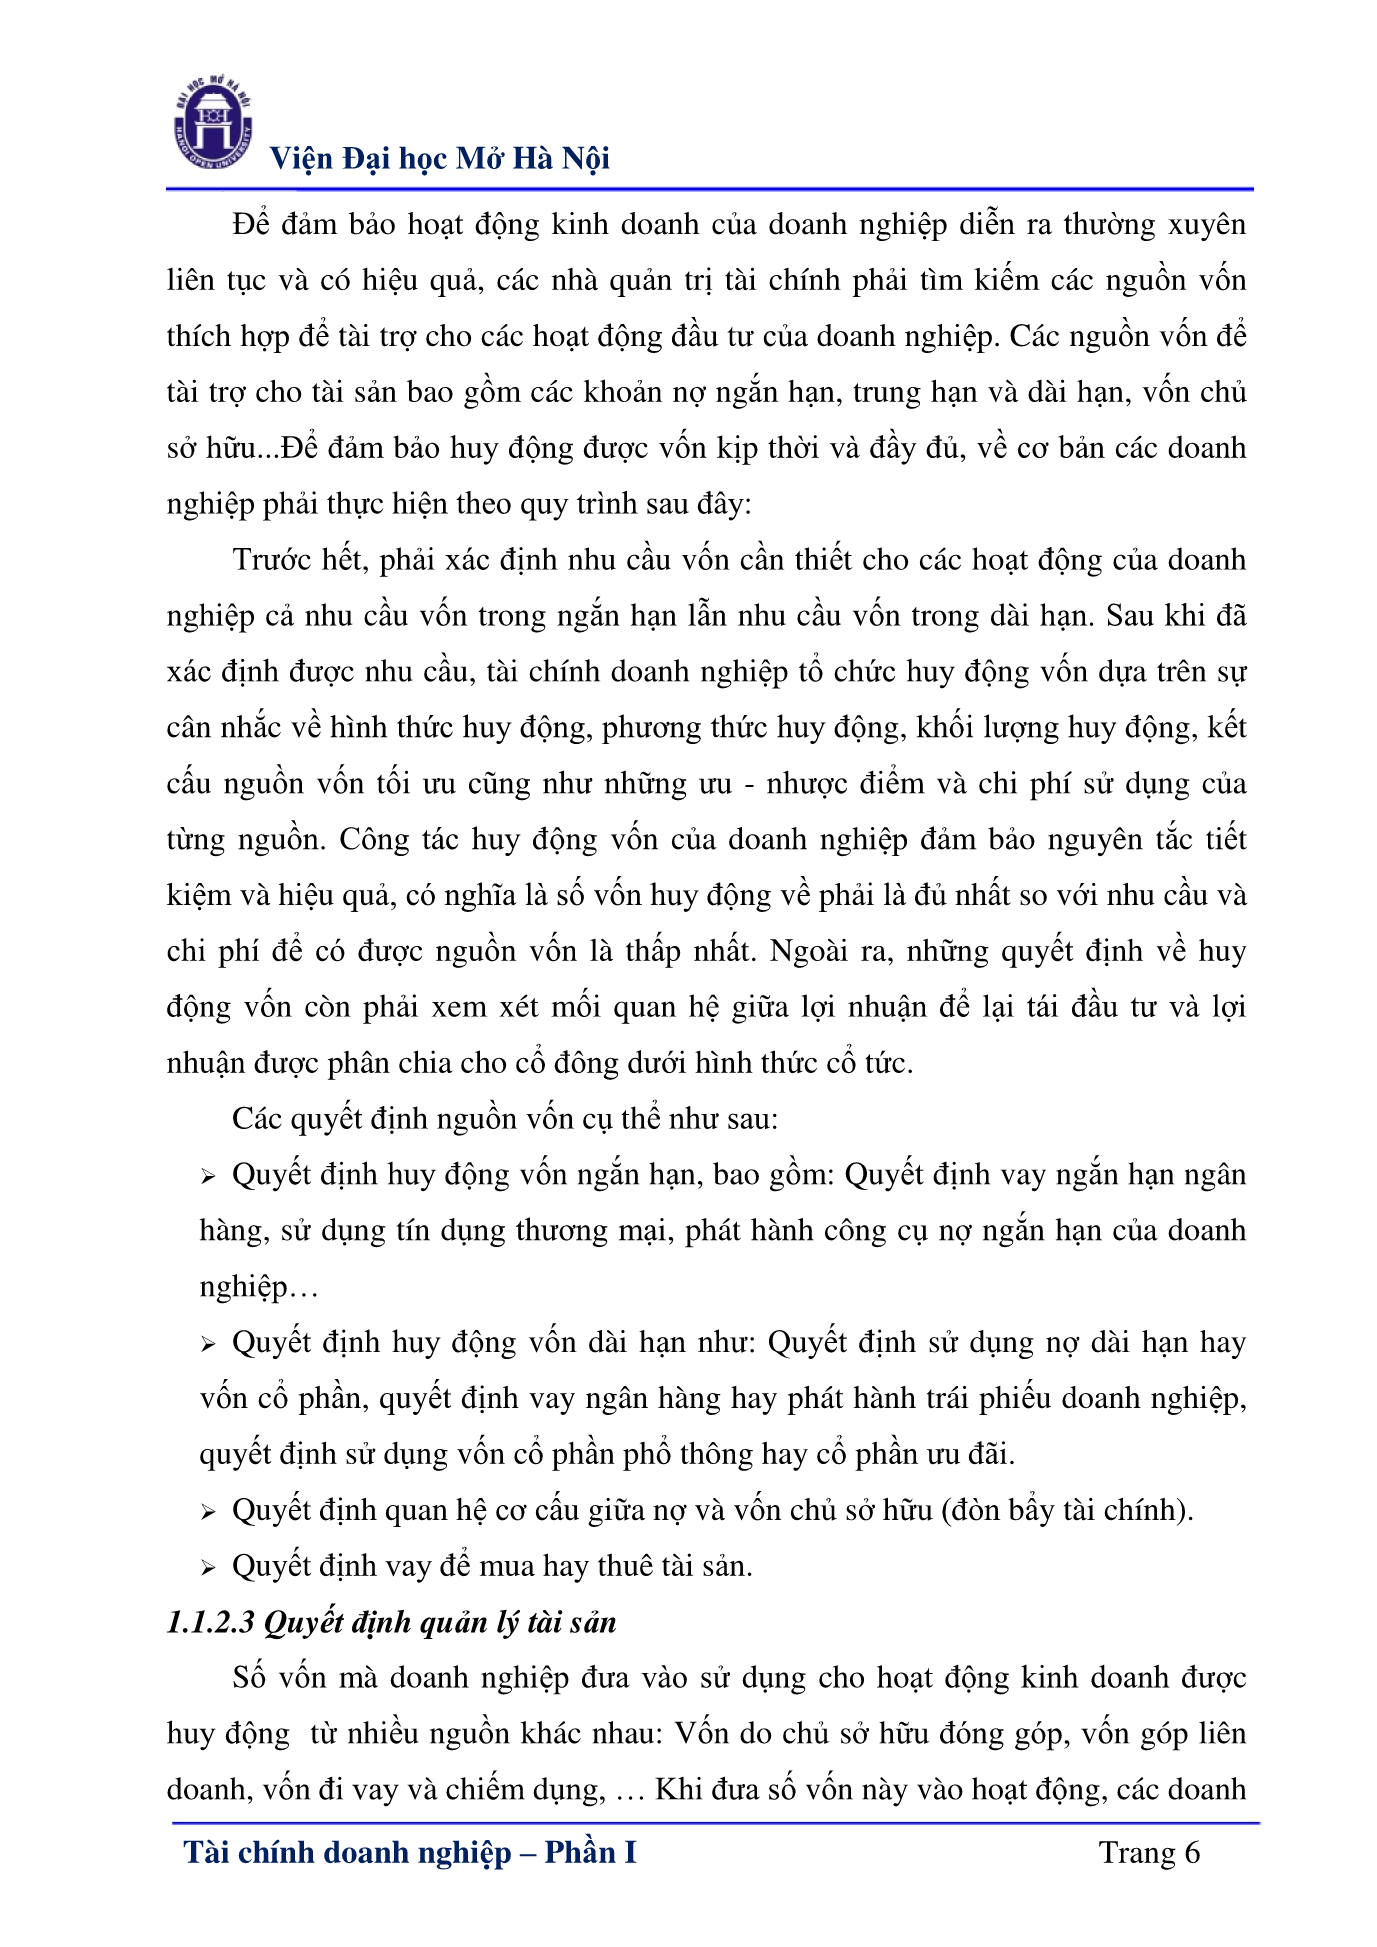 ĐẠI HỌC MỞ HÀ NỘI
HANOI OPEN UNIVERSITY
Viện Đại học Mở Hà Nội
Để đảm bảo hoạt động kinh doanh của doanh nghiệp diễn ra thường xuyên
liên tục và có hiệu quả, các nhà quản trị tài chính phải tìm kiếm các nguồn vốn
thích hợp để tài trợ cho các hoạt động đầu tư của doanh nghiệp. Các nguồn vốn để
tài trợ cho tài sản bao gồm các khoản nợ ngắn hạn, trung hạn và dài hạn, vốn chủ
sở hữu...Để đảm bảo huy động được vốn kịp thời và đầy đủ, về cơ bản các doanh
nghiệp phải thực hiện theo quy trình sau đây:
Trước hết, phải xác định nhu cầu vốn cần thiết cho các hoạt động của doanh
nghiệp cả nhu cầu vốn trong ngắn hạn lẫn nhu cầu vốn trong dài hạn. Sau khi đã
xác định được nhu cầu, tài chính doanh nghiệp tổ chức huy động vốn dựa trên sự
cân nhắc về hình thức huy động, phương thức huy động, khối lượng huy động, kết
cấu nguồn vốn tối ưu cũng như những ưu - nhược điểm và chi phí sử dụng của
từng nguồn. Công tác huy động vốn của doanh nghiệp đảm bảo nguyên tắc tiết
kiệm và hiệu quả, có nghĩa là số vốn huy động về phải là đủ nhất so với nhu cầu và
chi phí để có được nguồn vốn là thấp nhất. Ngoài ra, những quyết định về huy
động vốn còn phải xem xét mối quan hệ giữa lợi nhuận để lại tái đầu tư và lợi
nhuận được phân chia cho cổ đông dưới hình thức cổ tức.
Các quyết định nguồn vốn cụ thể như sau:
➢ Quyết định huy động vốn ngắn hạn, bao gồm: Quyết định vay ngắn hạn ngân
hàng, sử dụng tín dụng thương mại, phát hành công cụ nợ ngắn hạn của doanh
nghiệp…
➢ Quyết định huy động vốn dài hạn như: Quyết định sử dụng nợ dài hạn hay
vốn cổ phần, quyết định vay ngân hàng hay phát hành trái phiếu doanh nghiệp,
quyết định sử dụng vốn cổ phần phổ thông hay cổ phần ưu đãi.
➢ Quyết định quan hệ cơ cấu giữa nợ và vốn chủ sở hữu (đòn bẩy tài chính).
➢ Quyết định vay để mua hay thuê tài sản.
1.1.2.3 Quyết định quản lý tài sản
Số vốn mà doanh nghiệp đưa vào sử dụng cho hoạt động kinh doanh được
huy động  từ nhiều nguồn khác nhau: Vốn do chủ sở hữu đóng góp, vốn góp liên
doanh, vốn đi vay và chiếm dụng, … Khi đưa số vốn này vào hoạt động, các doanh
Tài chính doanh nghiệp – Phần I Trang 6